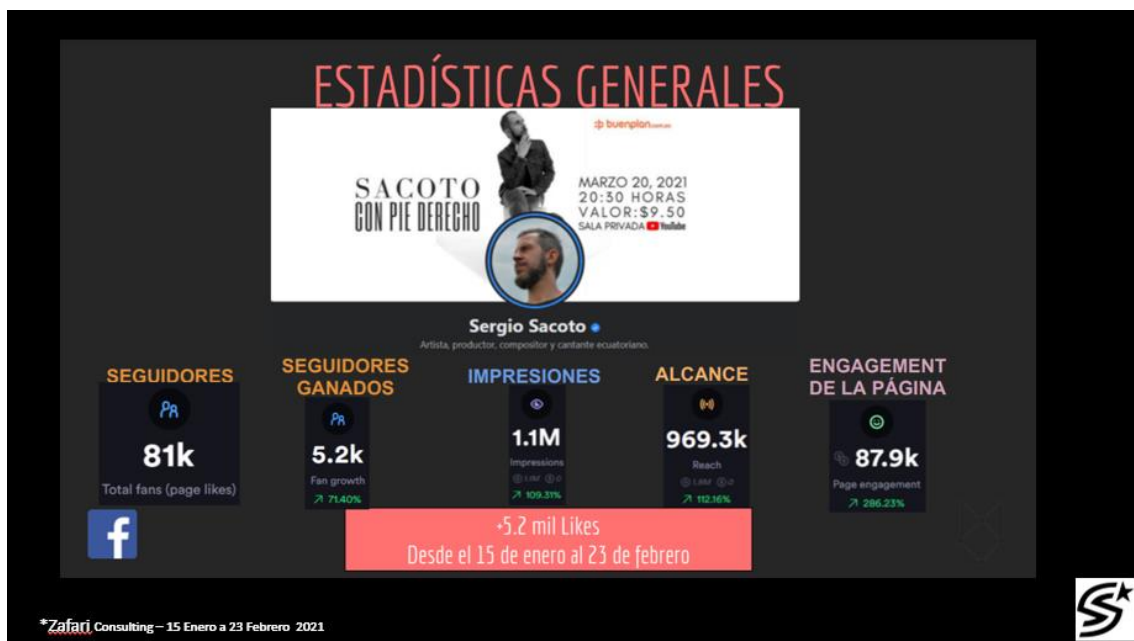 ESTADÍSTICAS GENERALES
buenplan.com.ec
SACOTO
CON PIE DERECHO
MARZO 20, 2021
20:30 HORAS
VALOR:$9.50
SALA PRIVADA YouTube
Sergio Sacoto
Artista, productor, compositor y cantante ecuatoriano.
SEGUIDORES
81k
Total fans (page likes)
SEGUIDORES
GANADOS
5.2k
Fan growth
71.40%
IMPRESIONES
1.1M
Impressions
109.31%
ALCANCE
969.3k
Reach
112.16%
ENGAGEMENT
DE LA PÁGINA
87.9k
Page engagement
286.23%
+5.2 mil Likes
Desde el 15 de enero al 23 de febrero
*Zafari Consulting – 15 Enero a 23 Febrero 2021